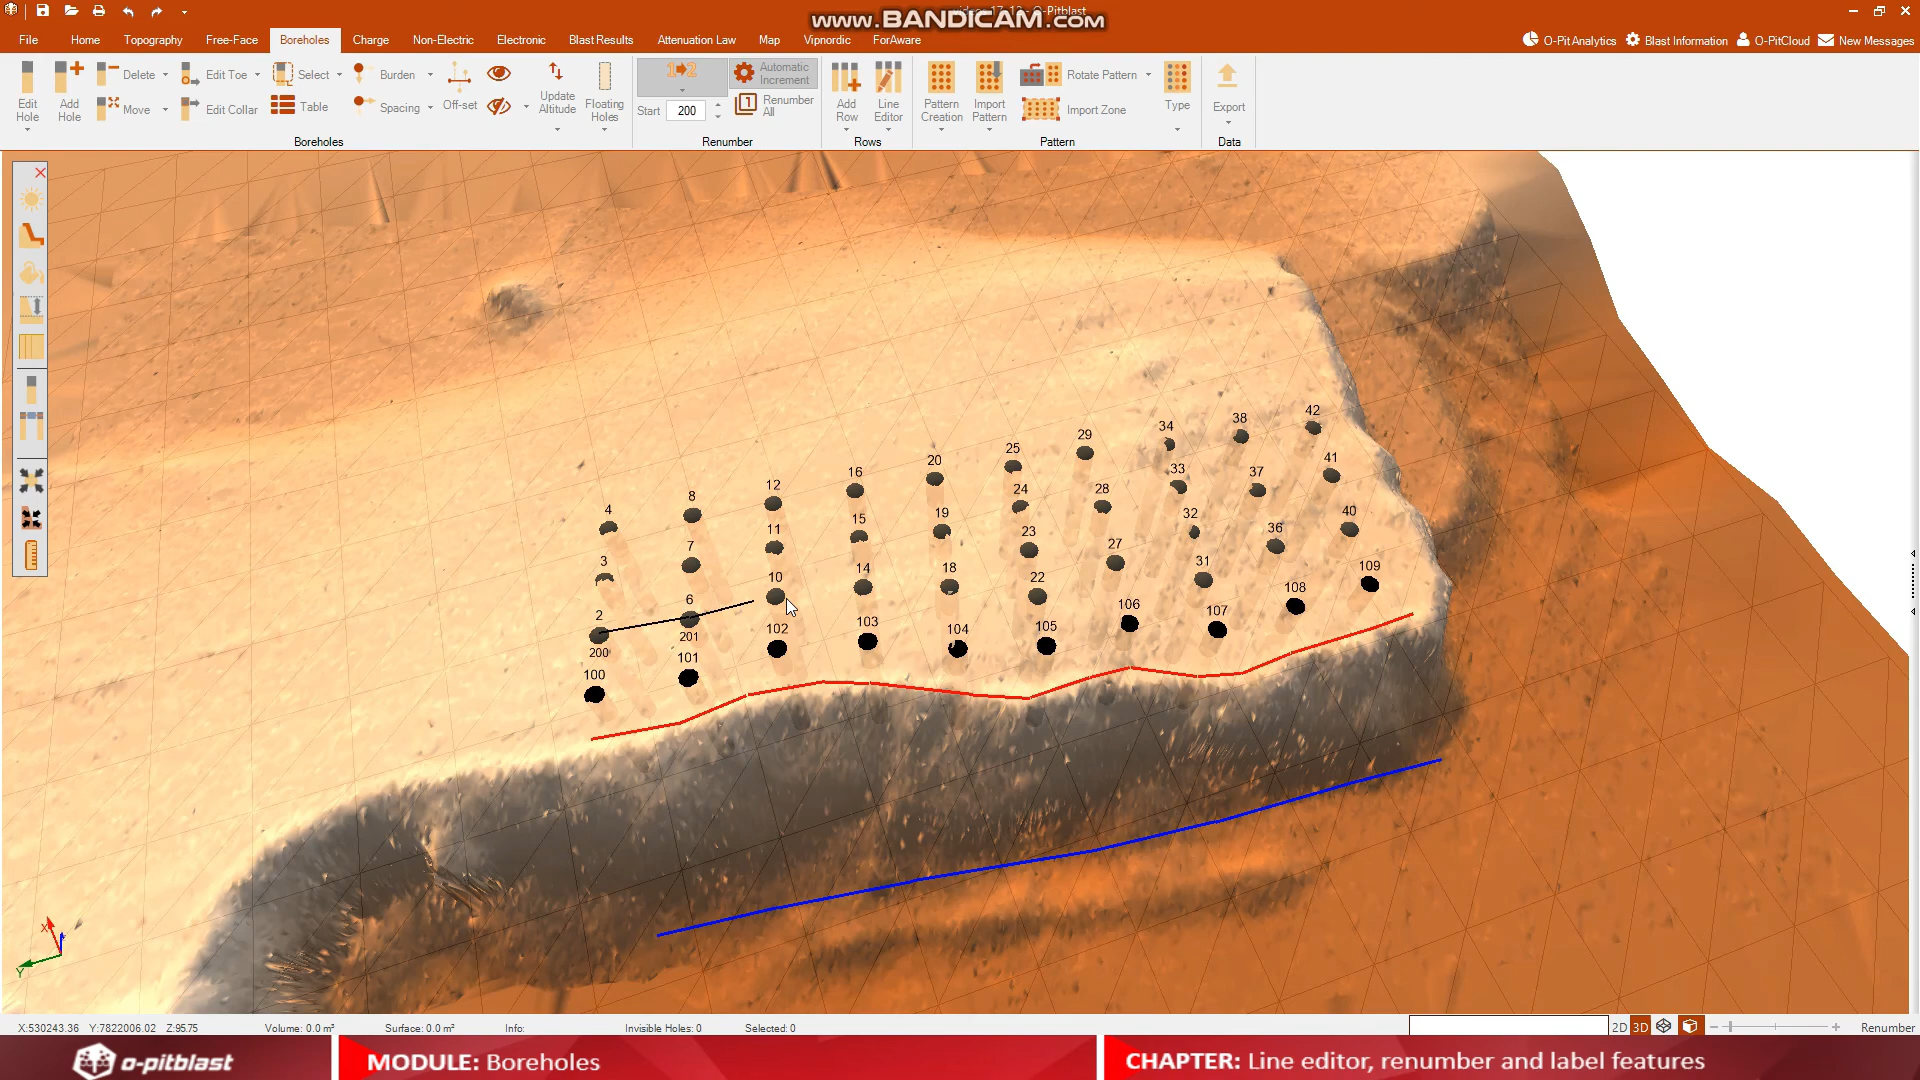 www.BANDICAM.com
O-Pitblast
File Home Topography Free-Face Boreholes Charge Non-Electric Electronic Blast Results Attenuation Law Map Vipnordic ForAware
O-Pit Analytics Blast Information O-PitCloud New Messages
Edit Hole
Add Hole
Delete
Move
Edit Toe
Edit Collar
Select
Table
Burden
Spacing
Off-set
Update Altitude
Floating Holes
Boreholes
1 2
Start 200
Automatic Increment
1 Renumber All
Renumber
Add Row
Line Editor
Rows
Pattern Creation
Import Pattern
Rotate Pattern
Import Zone
Type
Pattern
Export
Data
42
38
34
29
25
20
16
12
8
4
41
37
33
28
24
19
15
11
7
3
40
36
32
27
23
18
14
10
6
2
31
22
109
108
107
106
105
104
103
102
201
200
101
100
X
Y
X:530243.36 Y:7822006.02 Z:95.75 Volume: 0.0 m³ Surface: 0.0 m² Info: Invisible Holes: 0 Selected: 0 2D 3D Renumber
o-pitblast
MODULE: Boreholes
CHAPTER: Line editor, renumber and label features